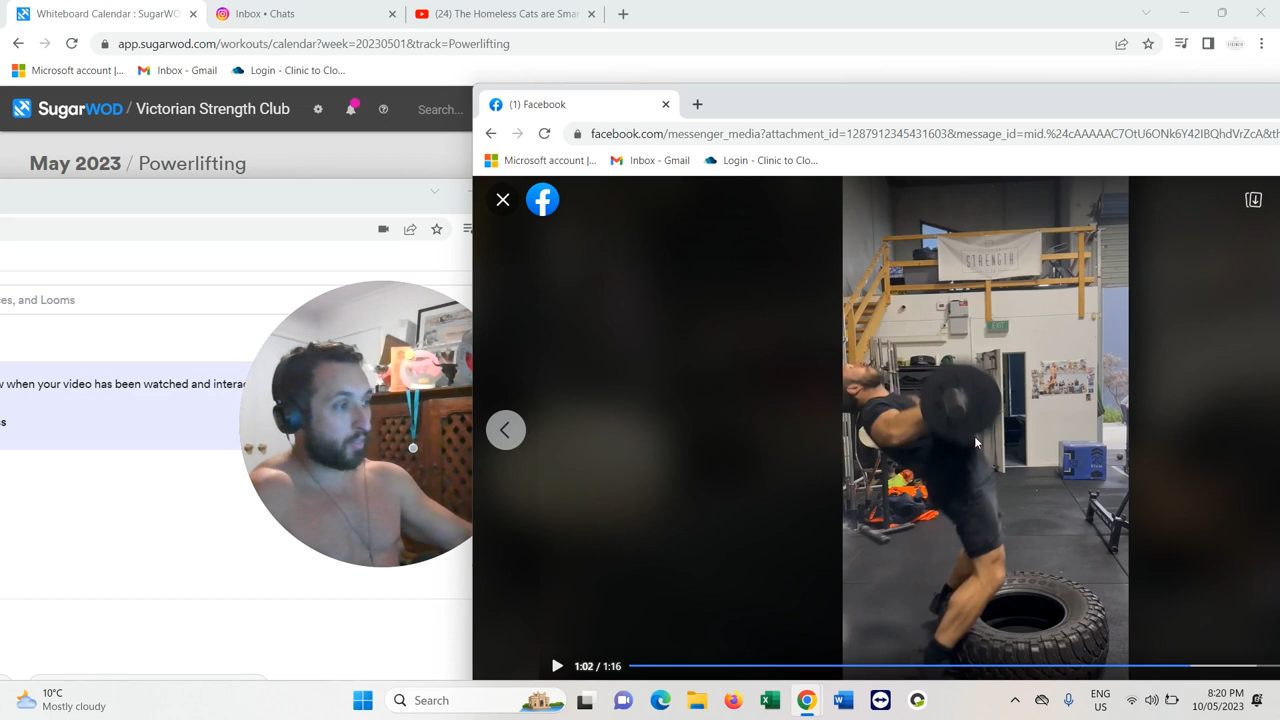 Whiteboard Calendar : SugarWO
Inbox • Chats
(24) The Homeless Cats are Smar
app.sugarwod.com/workouts/calendar?week=20230501&track=Powerlifting
Microsoft account |...
Inbox - Gmail
Login - Clinic to Clo...
SugarWOD / Victorian Strength Club
Search...
May 2023 / Powerlifting
(1) Facebook
facebook.com/messenger_media?attachment_id=1287912345431603&message_id=mid.%24cAAAAAC7OtU6ONk6Y42IBQhdVrZcA&t
Microsoft account |...
Inbox - Gmail
Login - Clinic to Clo...
ces, and Looms
w when your video has been watched and interac
s
STRENGTH
EXIT
1:02 / 1:16
10°C
Mostly cloudy
Search
ENG
US
8:20 PM
10/05/2023